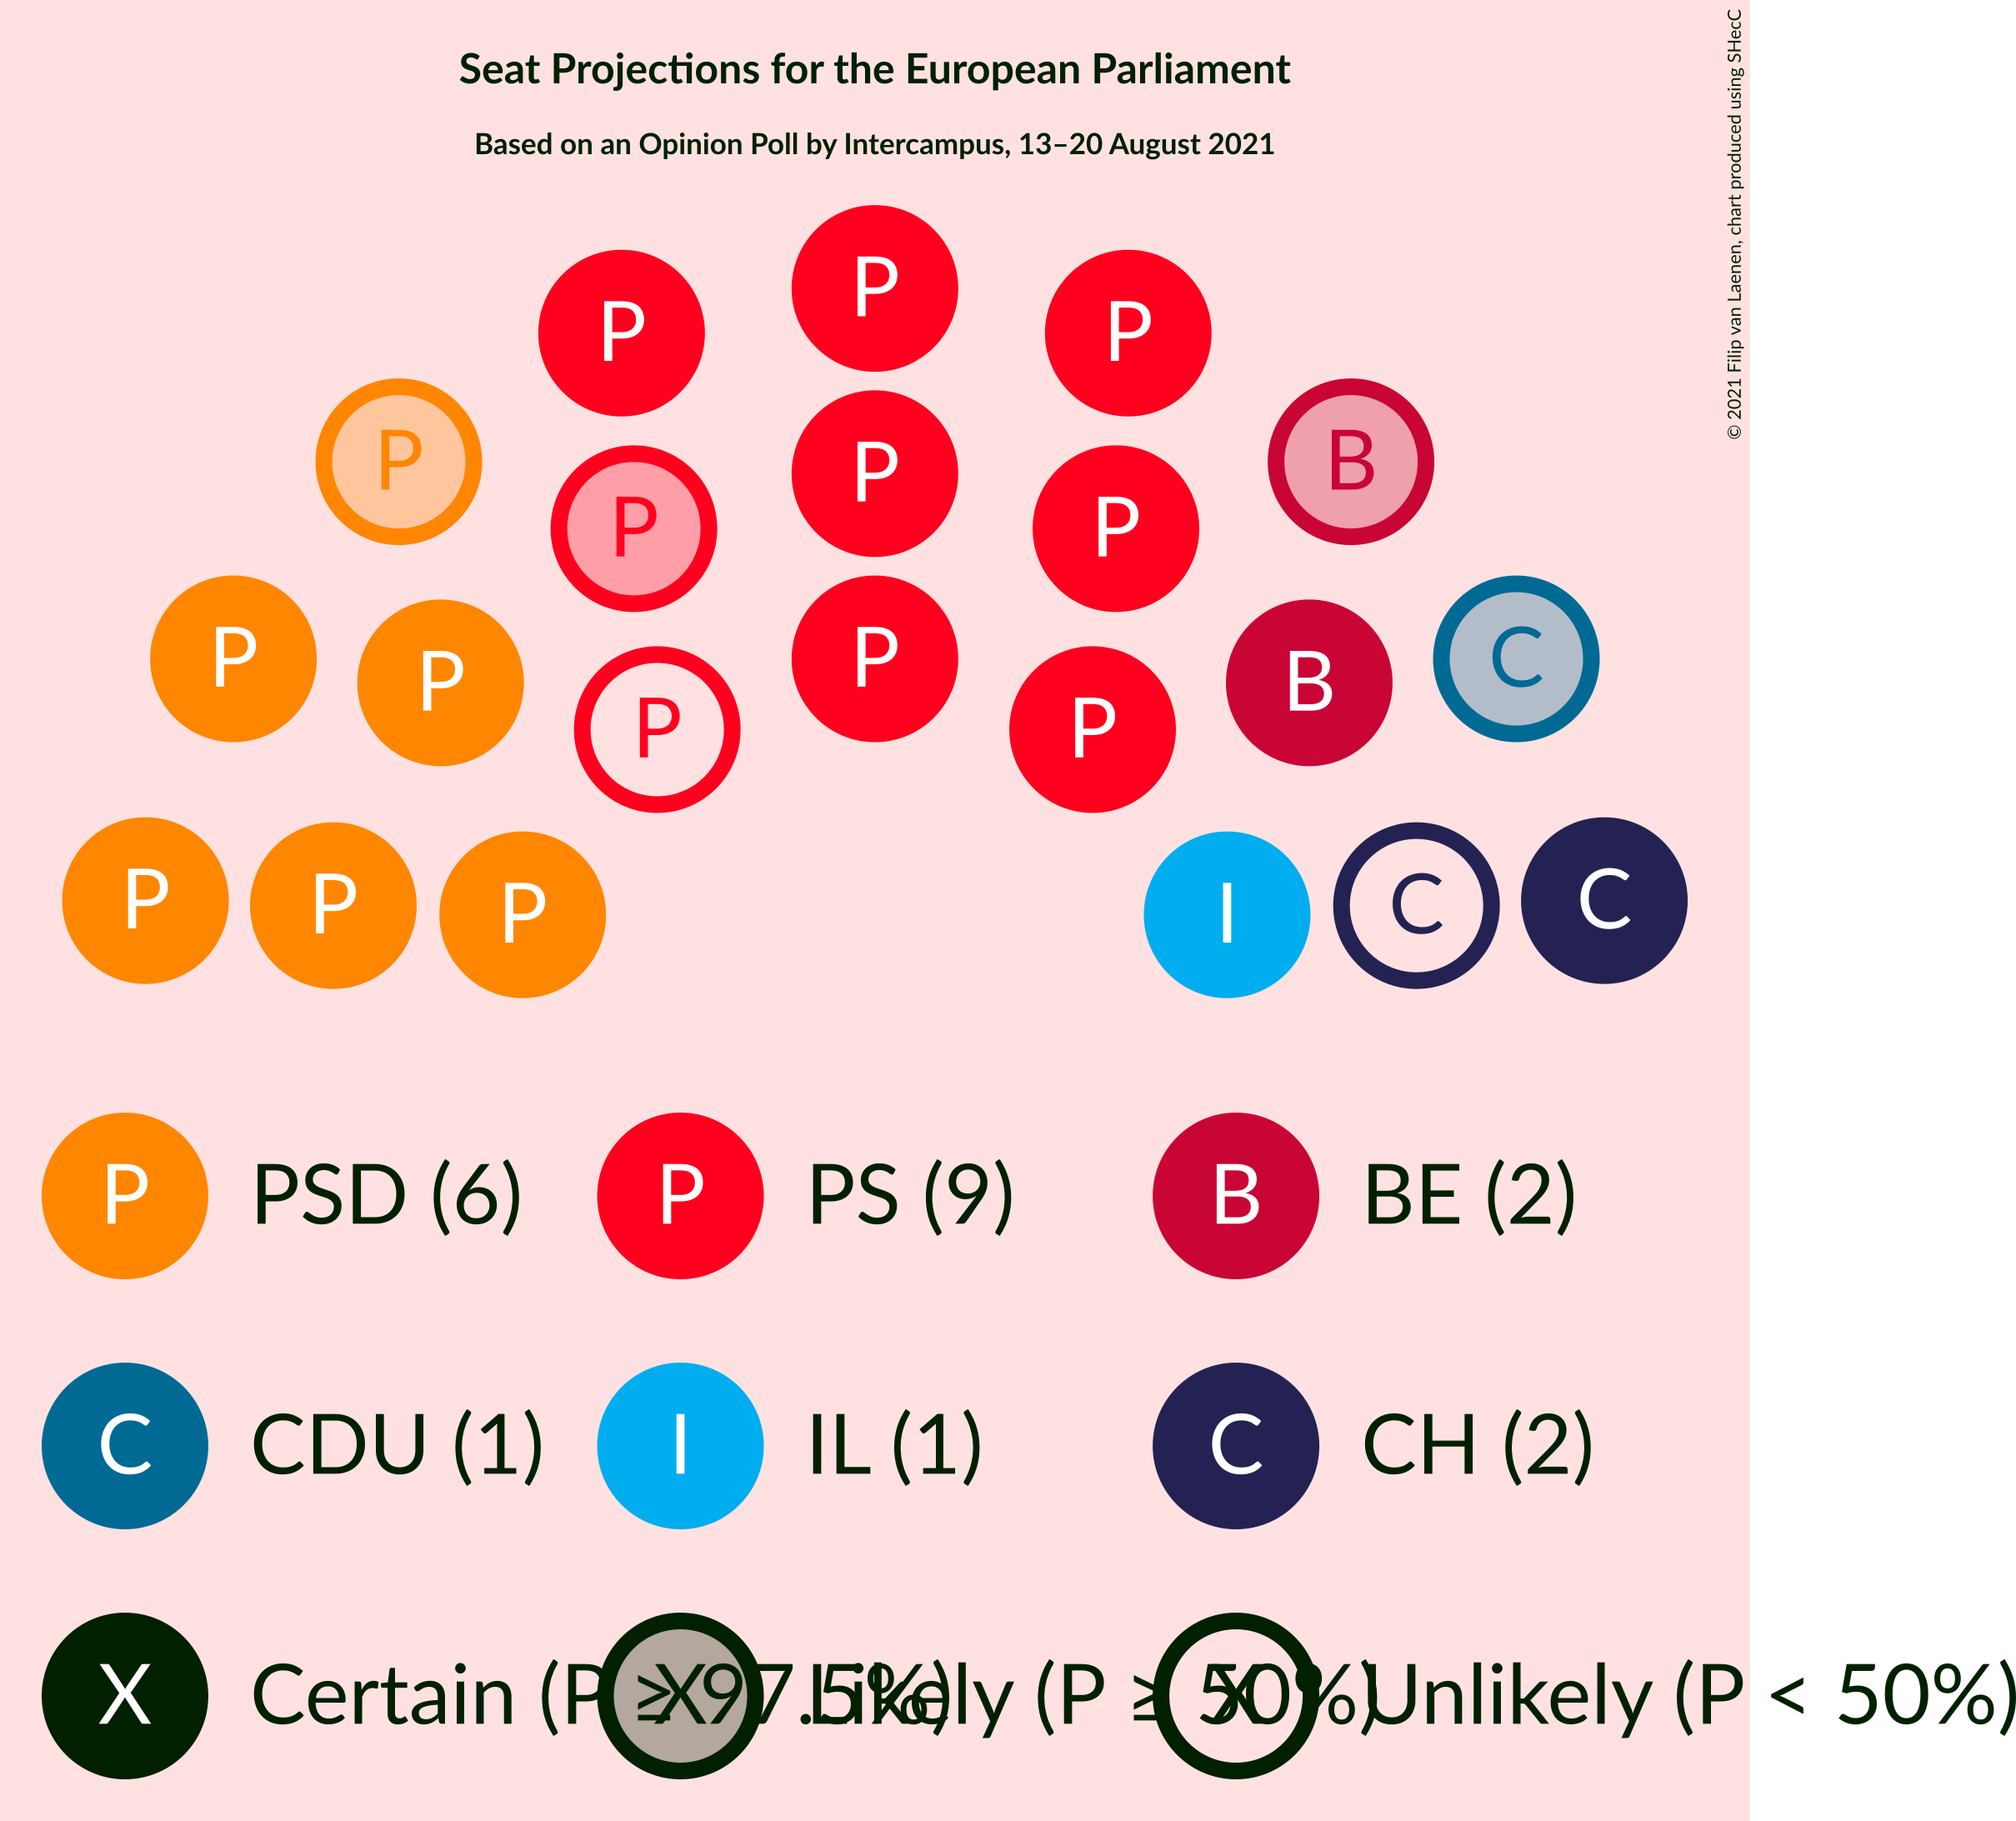 Seat Projections for the European Parliament
Based on an Opinion Poll by Intercampus, 13–20 August 2021
© 2021 Filip van Laenen, chart produced using SHecC
P
P P
P P B
P P P
P P C
P P B
P P
P P P I C C
P PSD (6) P PS (9) B BE (2)
C CDU (1) I IL (1) C CH (2)
X Certain (P ≥ 97.5%) X Likely (P ≥ 50%) X Unlikely (P < 50%)